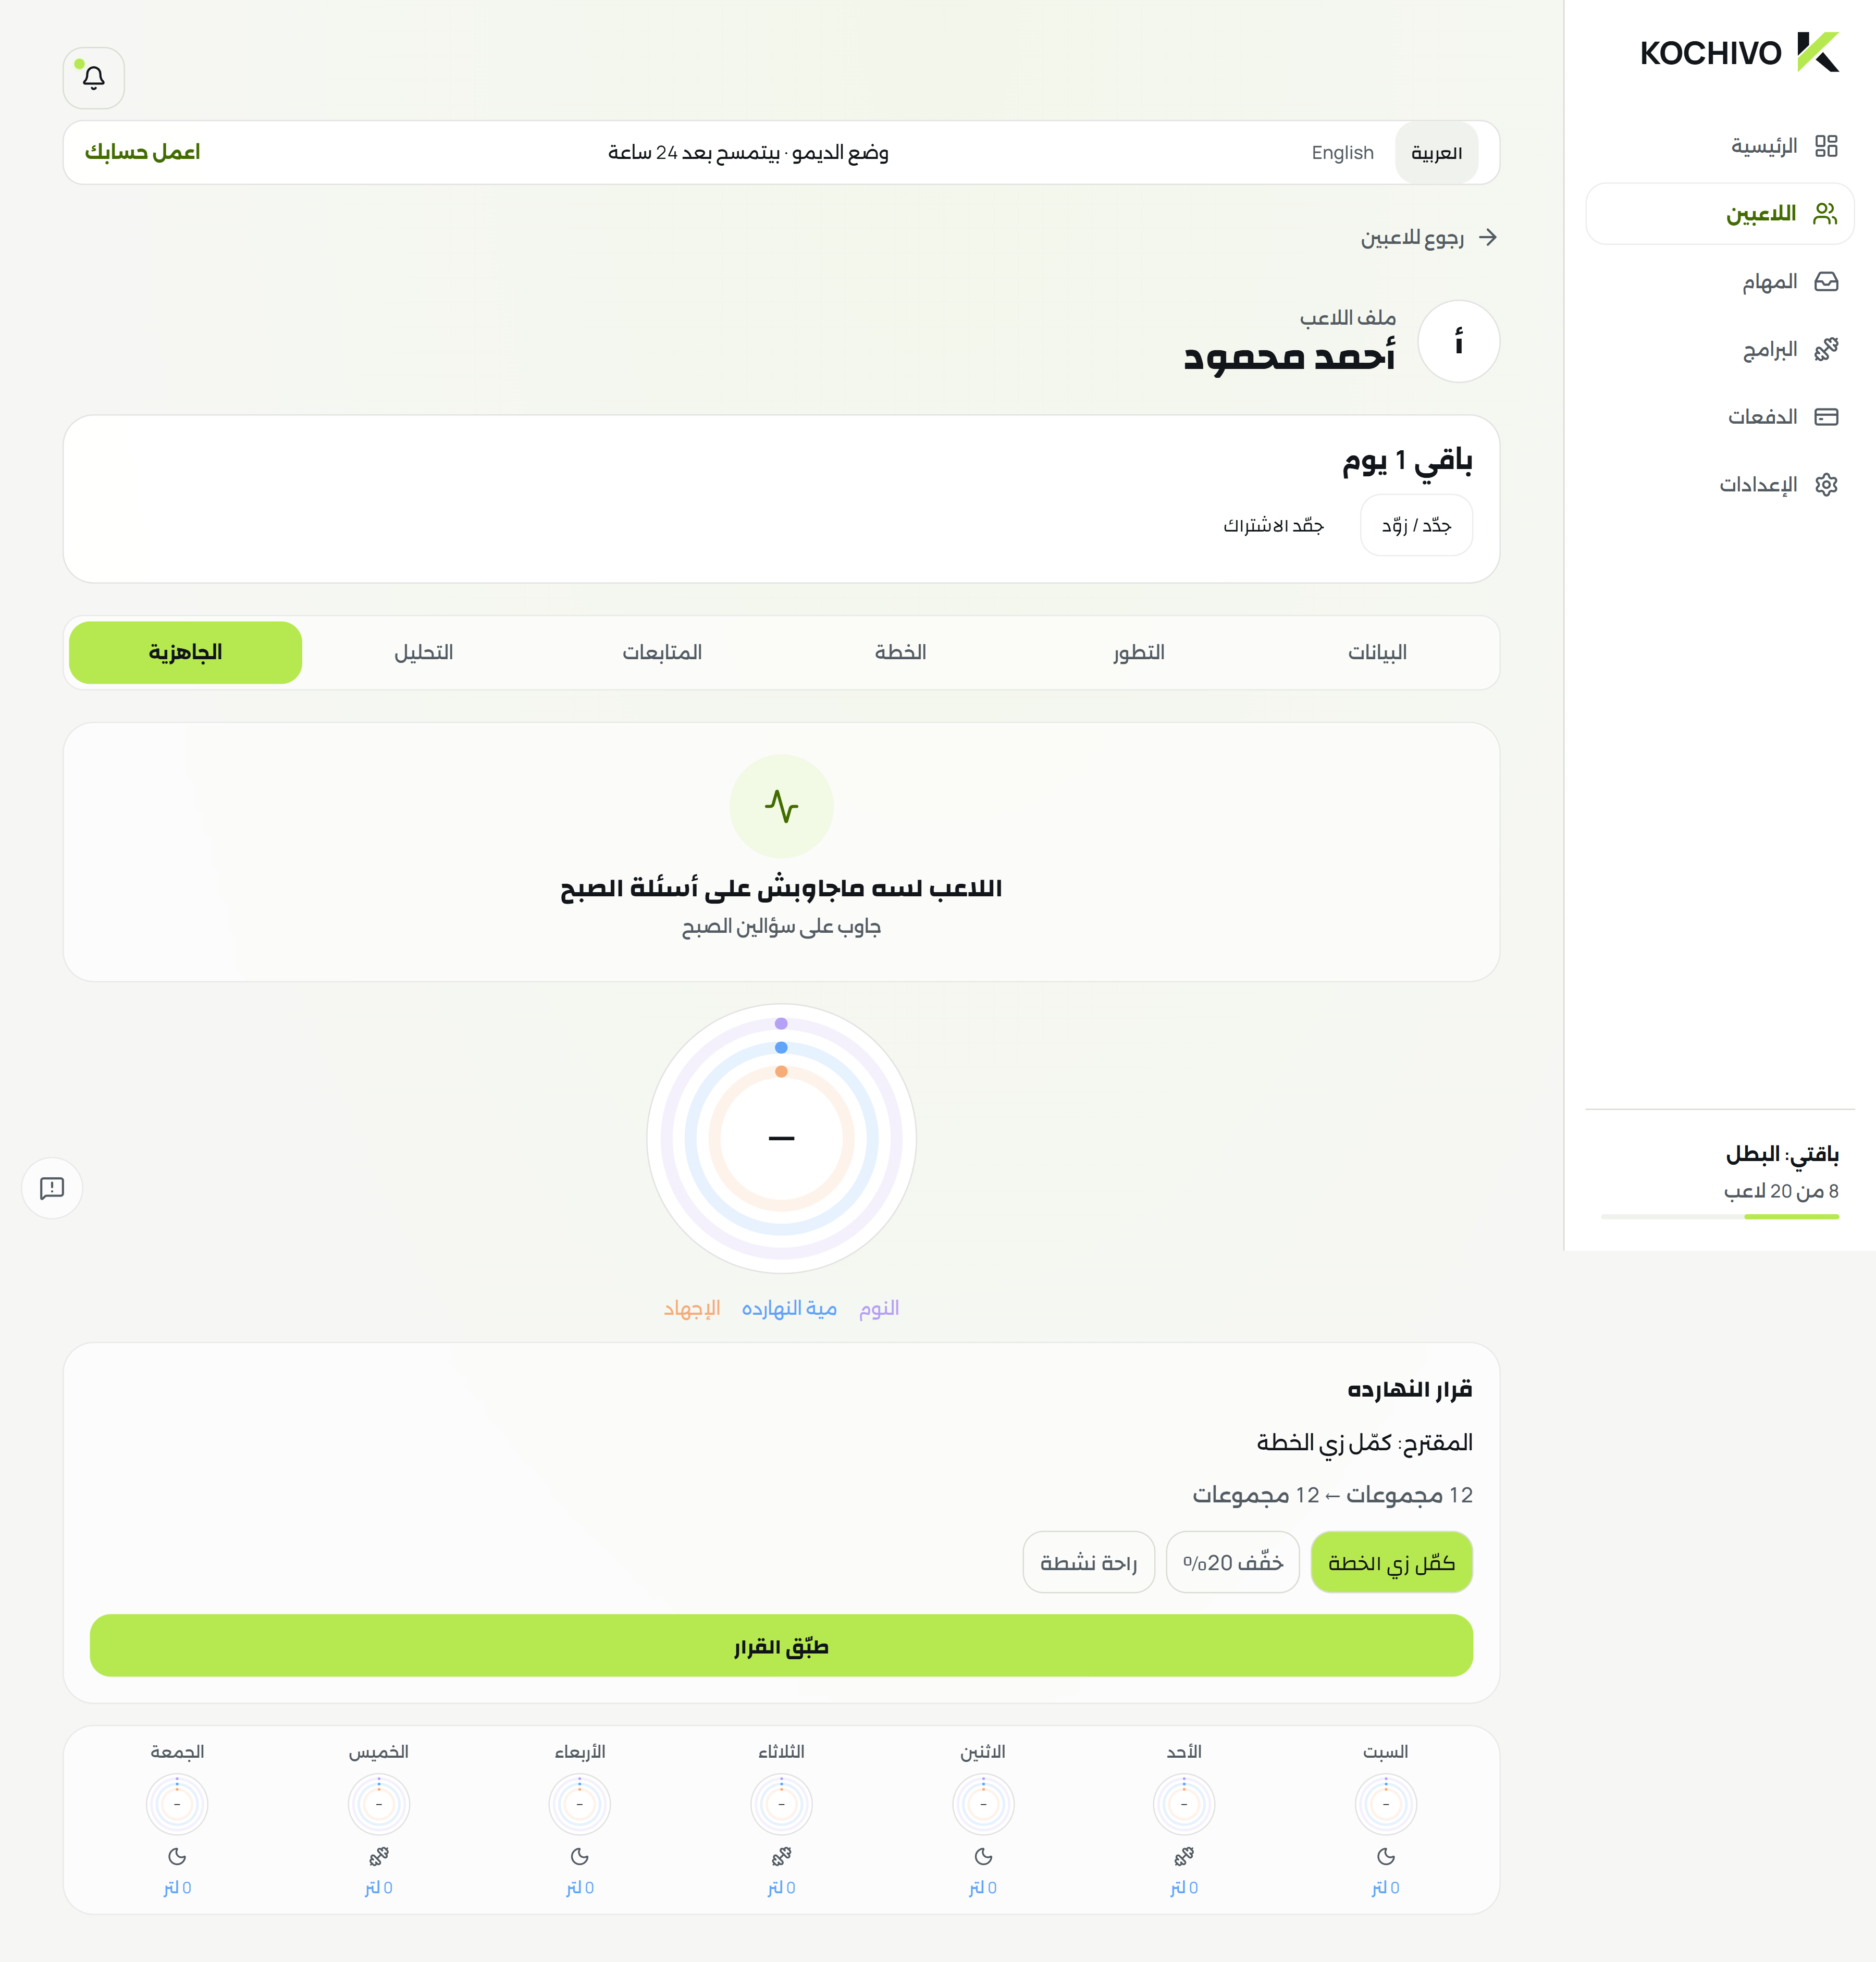 KOCHIVO
الرئيسية
اللاعبين
المهام
البرامج
الدفعات
الإعدادات
باقتي: البطل
8 من 20 لاعب
العربية
English
وضع الديمو · بيتمسح بعد 24 ساعة
اعمل حسابك
رجوع للاعبين
أ
ملف اللاعب
أحمد محمود
باقي 1 يوم
جدّد / زوّد
جمّد الاشتراك
البيانات
التطور
الخطة
المتابعات
التحليل
الجاهزية
اللاعب لسه ماجاوبش على أسئلة الصبح
جاوب على سؤالين الصبح
—
النوم
مية النهارده
الإجهاد
قرار النهارده
المقترح: كمّل زي الخطة
12 مجموعات ← 12 مجموعات
كمّل زي الخطة
خفّف 20%
راحة نشطة
طبّق القرار
السبت
الأحد
الاثنين
الثلاثاء
الأربعاء
الخميس
الجمعة
— — — — — — —
0 لتر
0 لتر
0 لتر
0 لتر
0 لتر
0 لتر
0 لتر